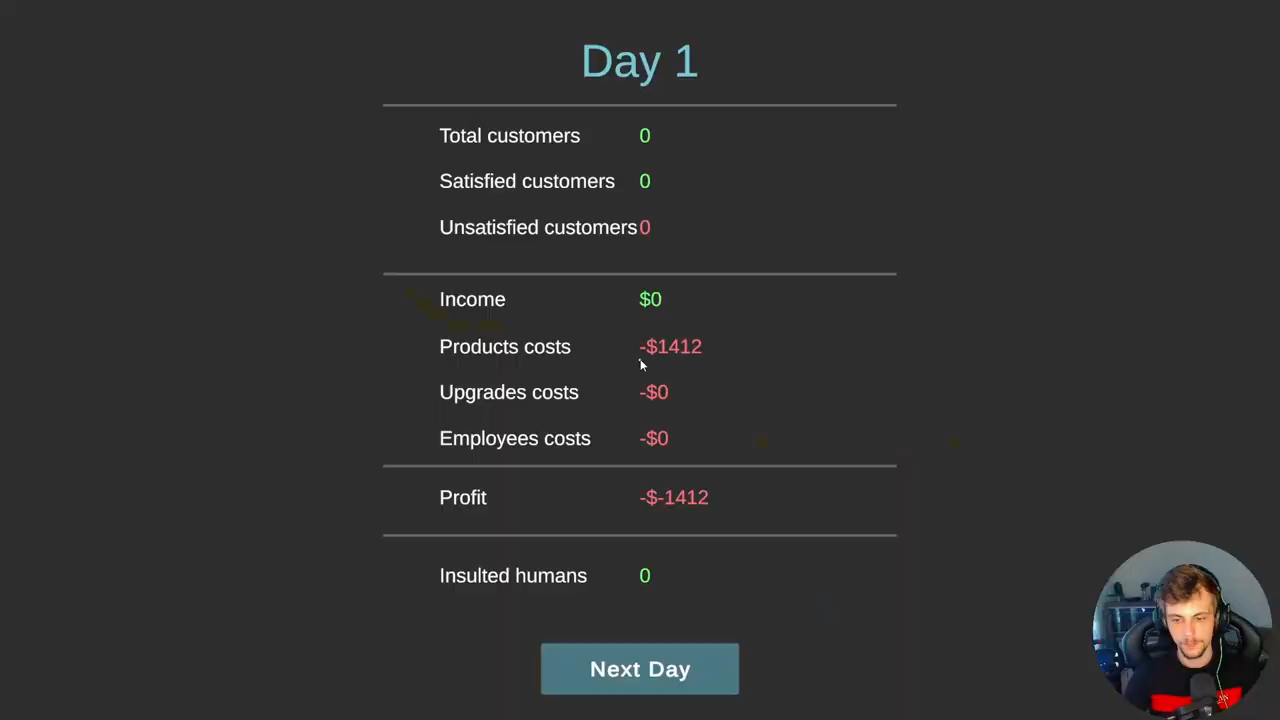 Day 1
Total customers 0
Satisfied customers 0
Unsatisfied customers 0
Income $0
Products costs -$1412
Upgrades costs -$0
Employees costs -$0
Profit -$-1412
Insulted humans 0
Next Day